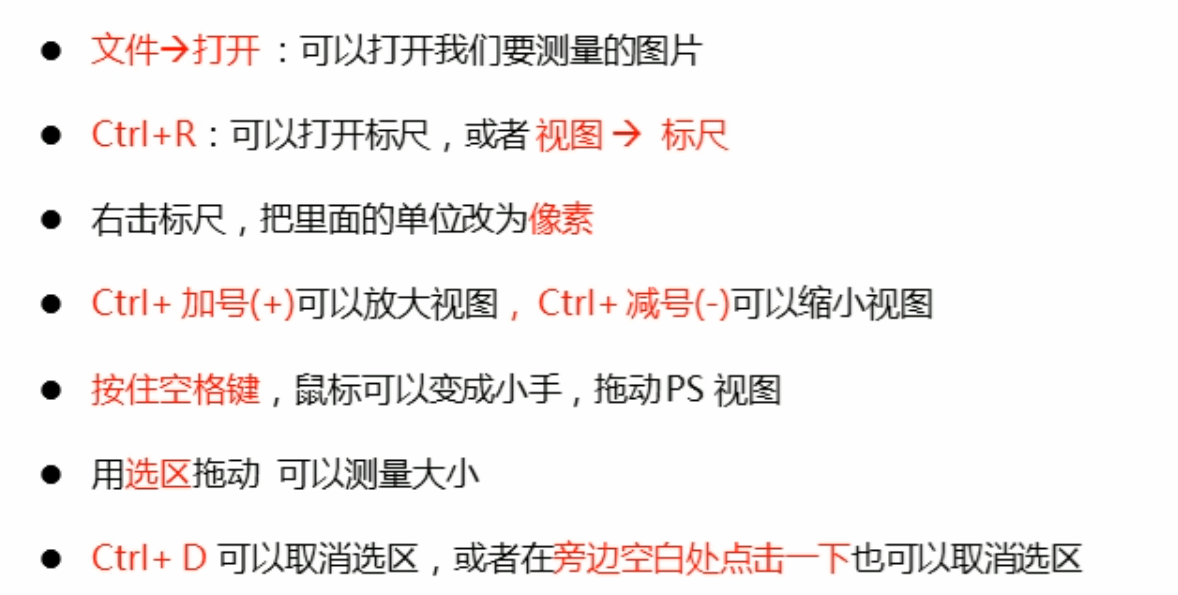 ● 文件→打开 ：可以打开我们要测量的图片
● Ctrl+R：可以打开标尺，或者 视图 → 标尺
● 右击标尺，把里面的单位改为像素
● Ctrl+ 加号(+)可以放大视图， Ctrl+ 减号(-)可以缩小视图
● 按住空格键，鼠标可以变成小手，拖动 PS 视图
● 用选区拖动 可以测量大小
● Ctrl+ D 可以取消选区，或者在旁边空白处点击一下也可以取消选区